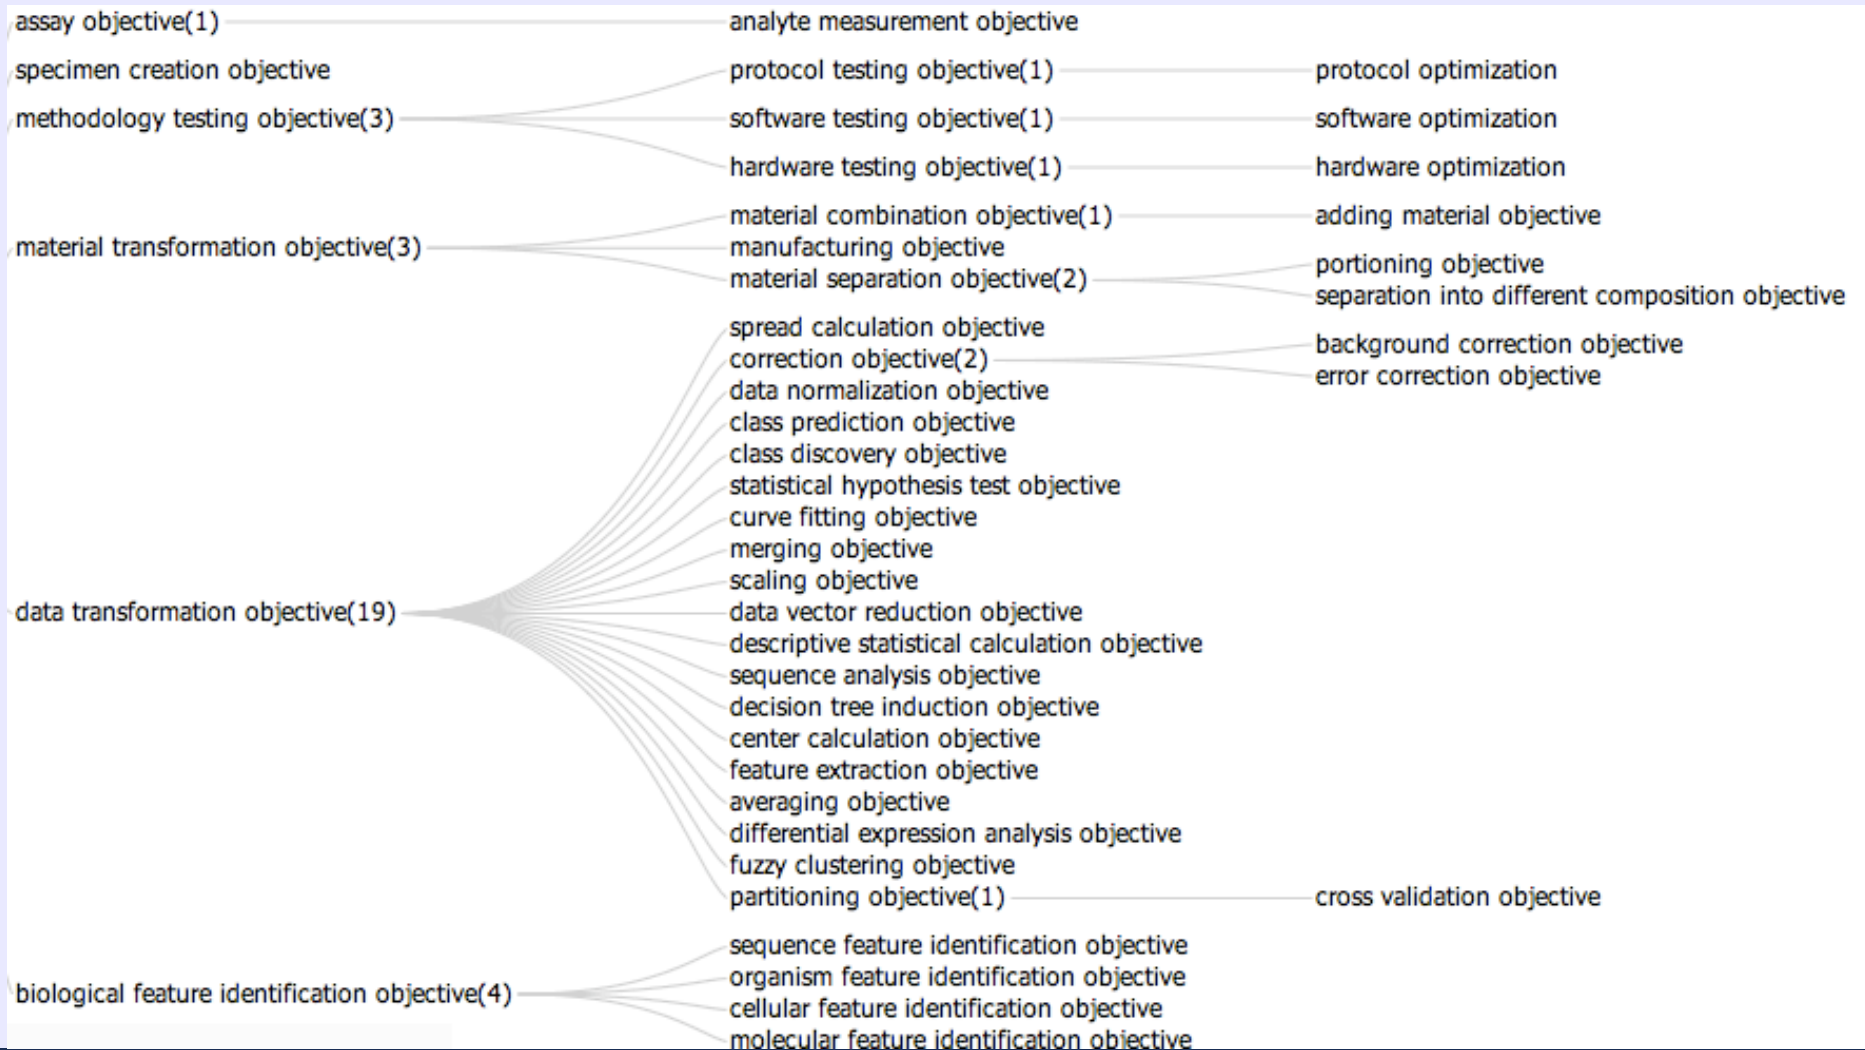 assay objective(1) analyte measurement objective
specimen creation objective protocol testing objective(1) protocol optimization
methodology testing objective(3) software testing objective(1) software optimization
hardware testing objective(1) hardware optimization
material combination objective(1) adding material objective
material transformation objective(3) manufacturing objective
portioning objective
material separation objective(2)
separation into different composition objective
spread calculation objective
background correction objective
correction objective(2)
error correction objective
data normalization objective
class prediction objective
class discovery objective
statistical hypothesis test objective
curve fitting objective
merging objective
scaling objective
data transformation objective(19) data vector reduction objective
descriptive statistical calculation objective
sequence analysis objective
decision tree induction objective
center calculation objective
feature extraction objective
averaging objective
differential expression analysis objective
fuzzy clustering objective
partitioning objective(1) cross validation objective
sequence feature identification objective
organism feature identification objective
biological feature identification objective(4)
cellular feature identification objective
molecular feature identification objective